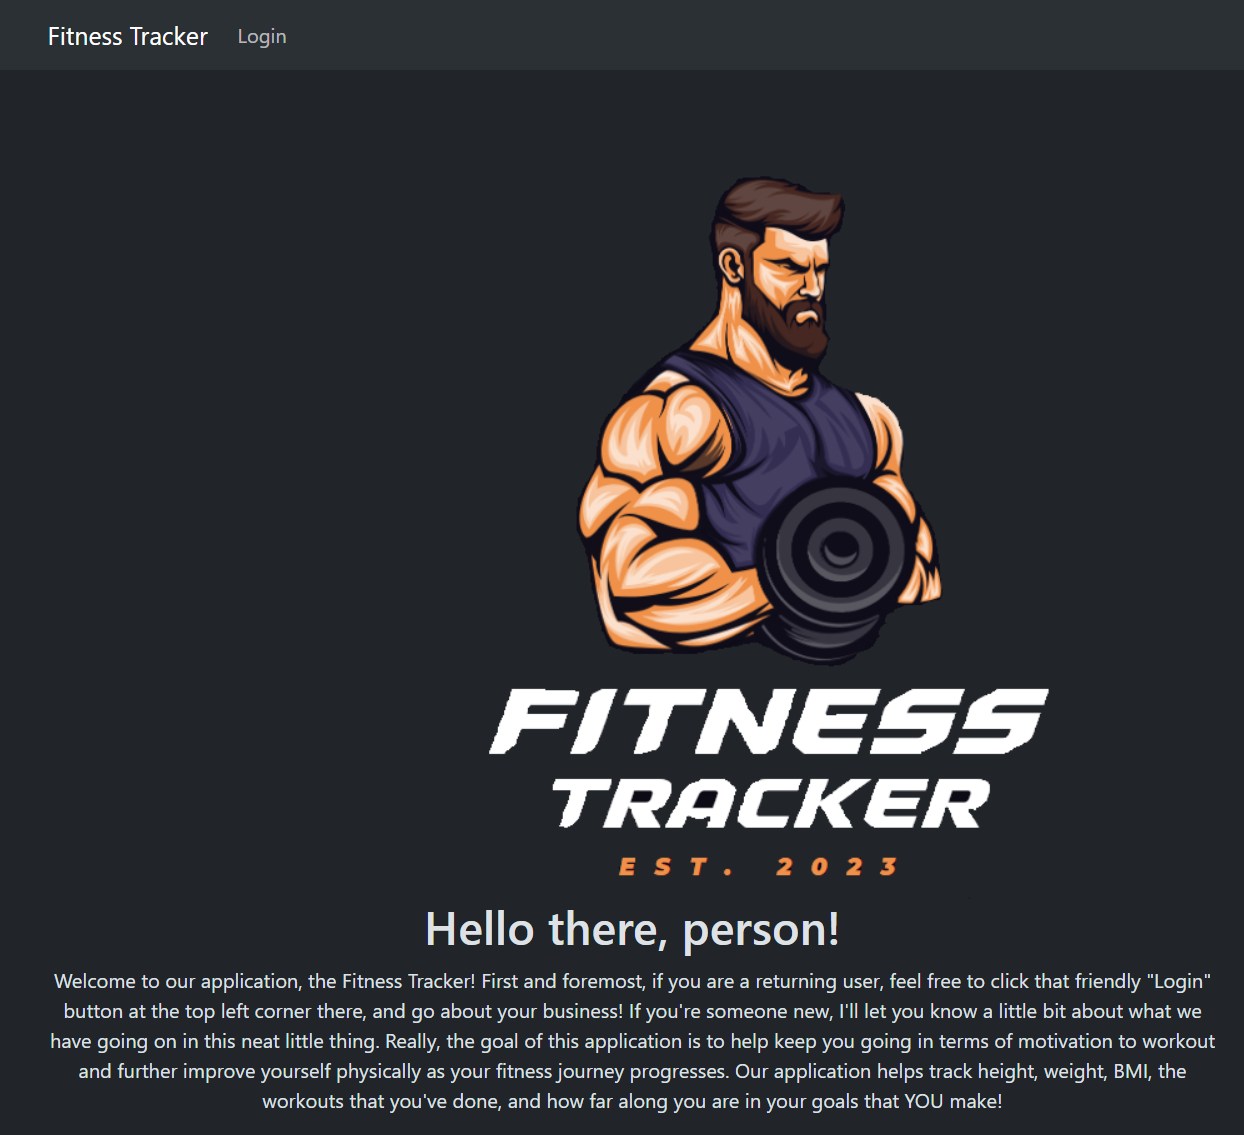 Fitness Tracker Login
FITNESS
TRACKER
EST. 2023
Hello there, person!
Welcome to our application, the Fitness Tracker! First and foremost, if you are a returning user, feel free to click that friendly "Login"
button at the top left corner there, and go about your business! If you're someone new, I'll let you know a little bit about what we
have going on in this neat little thing. Really, the goal of this application is to help keep you going in terms of motivation to workout
and further improve yourself physically as your fitness journey progresses. Our application helps track height, weight, BMI, the
workouts that you've done, and how far along you are in your goals that YOU make!